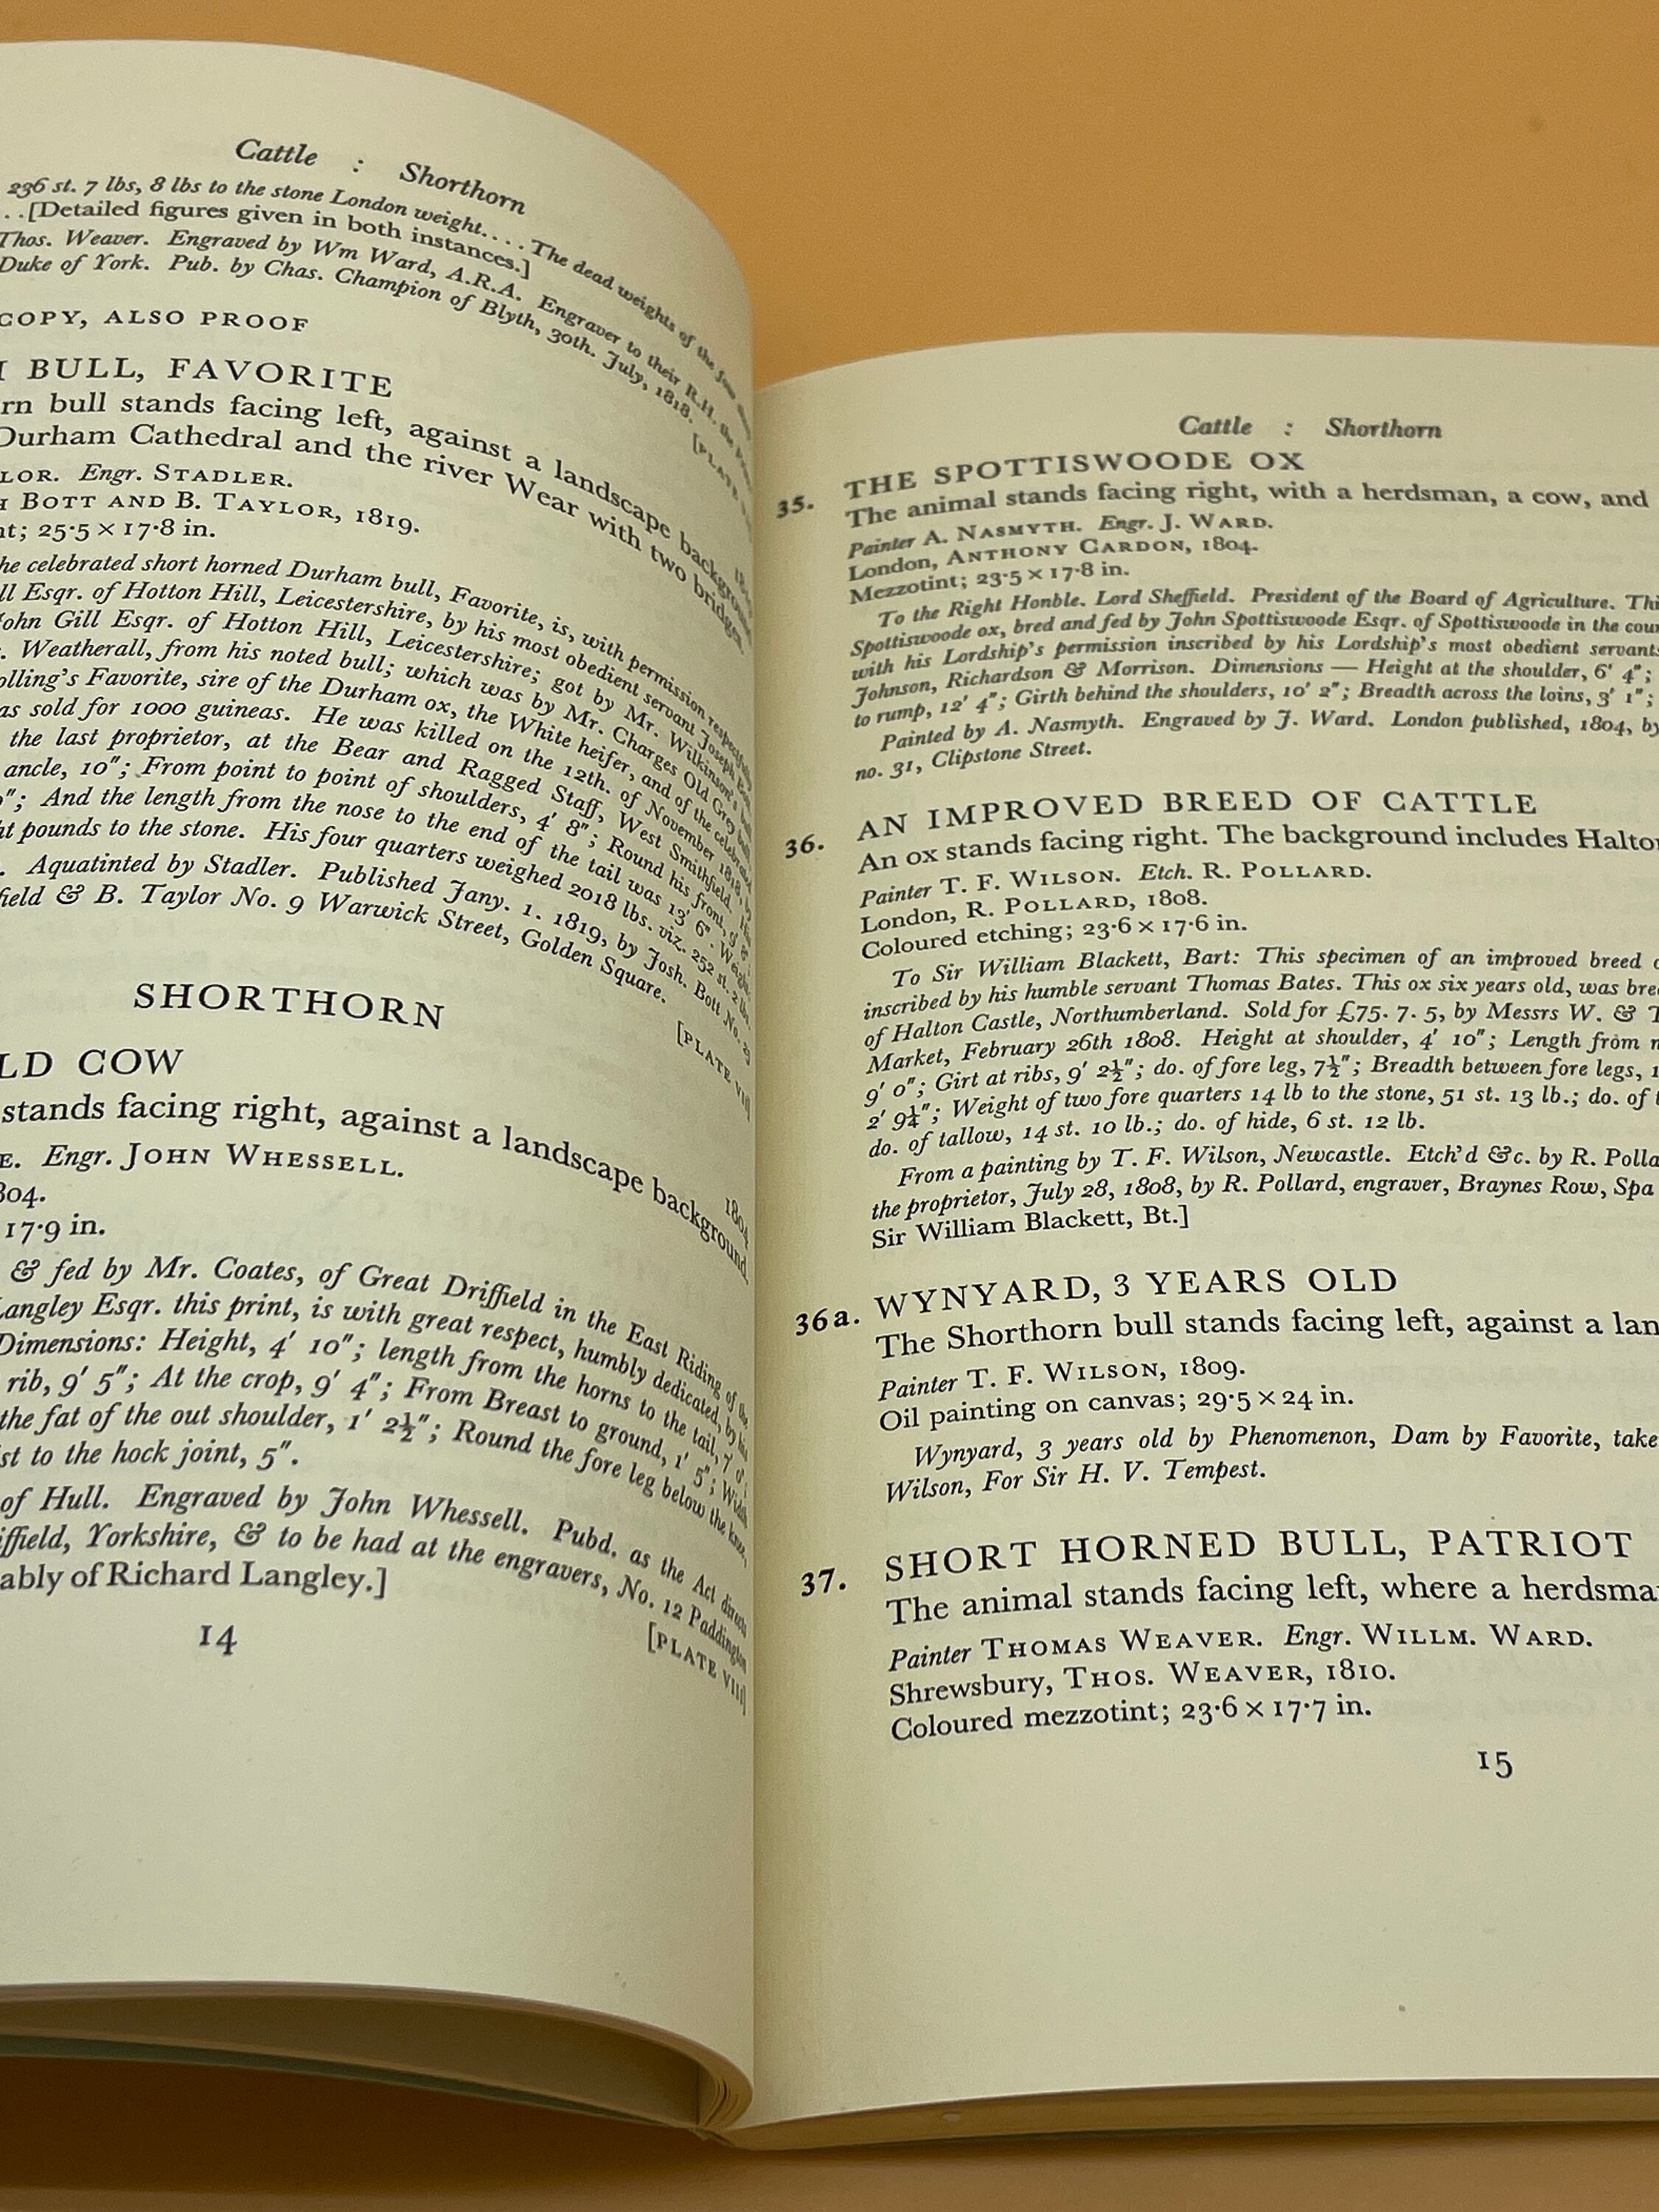 Cattle : Shorthorn
236 st. 7 lbs, 8 lbs to the stone London weight.... The dead weights of the
. .[Detailed figures given in both instances.]
Thos. Weaver. Engraved by Wm Ward, A.R.A. Engraver to their R.H. the
Duke of York. Pub. by Chas. Champion of Blyth, 30th. July, 1818.
[PLATE
COPY, ALSO PROOF
BULL, FAVORITE
rn bull stands facing left, against a landscape background
Durham Cathedral and the river Wear with two bridges.
LOR. Engr. STADLER.
BOTT AND B. TAYLOR, 1819.
nt; 25·5 × 17·8 in.
he celebrated short horned Durham bull, Favorite, is, with permission respectfully
ll Esqr. of Hotton Hill, Leicestershire, by his most obedient servant Joseph Bott.
John Gill Esqr. of Hotton Hill, Leicestershire; got by Mr. Wilkinson's bull,
. Weatherall, from his noted bull; which was by Mr. Charges Old Grey bull,
olling's Favorite, sire of the Durham ox, the White heifer, and of the celebrated
as sold for 1000 guineas. He was killed on the 12th. of November 1818, by
the last proprietor, at the Bear and Ragged Staff, West Smithfield. His
ancle, 10"; From point to point of shoulders, 4' 8"; Round his front,
"; And the length from the nose to the end of the tail was 13' 6". Weight,
ht pounds to the stone. His four quarters weighed 2018 lbs. viz. 252 st. 2 lbs.
. Aquatinted by Stadler. Published Jany. 1. 1819, by Josh. Bott No. 29
field & B. Taylor No. 9 Warwick Street, Golden Square.
[PLATE VII]
SHORTHORN
LD COW
1804
stands facing right, against a landscape background.
E. Engr. JOHN WHESSELL.
804.
17·9 in.
& fed by Mr. Coates, of Great Driffield in the East Riding of the
Langley Esqr. this print, is with great respect, humbly dedicated, by his
Dimensions: Height, 4' 10"; length from the horns to the tail, 7'
rib, 9' 5"; At the crop, 9' 4"; From Breast to ground, 1' 5"; Width
the fat of the out shoulder, 1' 2½"; Round the fore leg below the knee,
st to the hock joint, 5".
of Hull. Engraved by John Whessell. Pubd. as the Act directs
iffield, Yorkshire, & to be had at the engravers, No. 12 Paddington
ably of Richard Langley.]
[PLATE VIII]
14
Cattle : Shorthorn
35. THE SPOTTISWOODE OX
The animal stands facing right, with a herdsman, a cow, and
Painter A. NASMYTH. Engr. J. WARD.
London, ANTHONY CARDON, 1804.
Mezzotint; 23·5 × 17·8 in.
To the Right Honble. Lord Sheffield. President of the Board of Agriculture. Thi
Spottiswoode ox, bred and fed by John Spottiswoode Esqr. of Spottiswoode in the cou
with his Lordship's permission inscribed by his Lordship's most obedient servants
Johnson, Richardson & Morrison. Dimensions — Height at the shoulder, 6' 4";
to rump, 12' 4"; Girth behind the shoulders, 10' 2"; Breadth across the loins, 3' 1";
Painted by A. Nasmyth. Engraved by J. Ward. London published, 1804, by
no. 31, Clipstone Street.
36. AN IMPROVED BREED OF CATTLE
An ox stands facing right. The background includes Halto
Painter T. F. WILSON. Etch. R. POLLARD.
London, R. POLLARD, 1808.
Coloured etching; 23·6 × 17·6 in.
To Sir William Blackett, Bart: This specimen of an improved breed o
inscribed by his humble servant Thomas Bates. This ox six years old, was bre
of Halton Castle, Northumberland. Sold for £75. 7. 5, by Messrs W. & T
Market, February 26th 1808. Height at shoulder, 4' 10"; Length from n
9' 0"; Girt at ribs, 9' 2½"; do. of fore leg, 7½"; Breadth between fore legs, 1
2' 9¼"; Weight of two fore quarters 14 lb to the stone, 51 st. 13 lb.; do. of t
do. of tallow, 14 st. 10 lb.; do. of hide, 6 st. 12 lb.
From a painting by T. F. Wilson, Newcastle. Etch'd &c. by R. Polla
the proprietor, July 28, 1808, by R. Pollard, engraver, Braynes Row, Spa
Sir William Blackett, Bt.]
36a. WYNYARD, 3 YEARS OLD
The Shorthorn bull stands facing left, against a lan
Painter T. F. WILSON, 1809.
Oil painting on canvas; 29·5 × 24 in.
Wynyard, 3 years old by Phenomenon, Dam by Favorite, take
Wilson, For Sir H. V. Tempest.
37. SHORT HORNED BULL, PATRIOT
The animal stands facing left, where a herdsma
Painter THOMAS WEAVER. Engr. WILLM. WARD.
Shrewsbury, THOS. WEAVER, 1810.
Coloured mezzotint; 23·6 × 17·7 in.
15